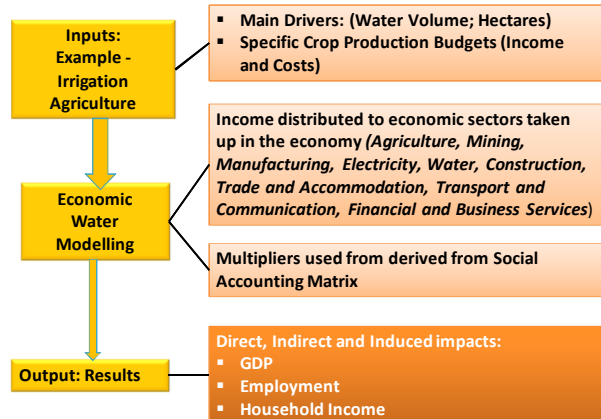 Inputs:
Example -
Irrigation
Agriculture
▪ Main Drivers: (Water Volume; Hectares)
▪ Specific Crop Production Budgets (Income
and Costs)
Economic
Water
Modelling
Income distributed to economic sectors taken
up in the economy (Agriculture, Mining,
Manufacturing, Electricity, Water, Construction,
Trade and Accommodation, Transport and
Communication, Financial and Business Services)
Multipliers used from derived from Social
Accounting Matrix
Output: Results
Direct, Indirect and Induced impacts:
▪ GDP
▪ Employment
▪ Household Income